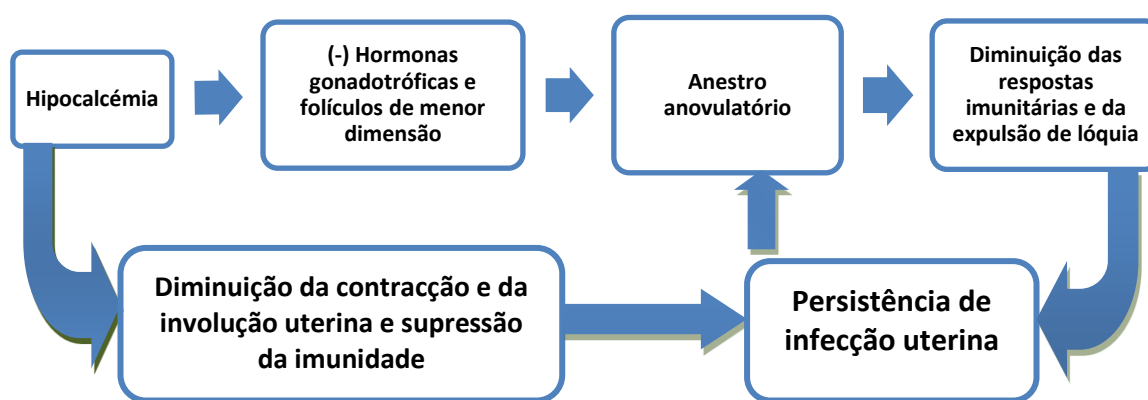 Hipocalcémia
(-) Hormonas
gonadotróficas e
folículos de menor
dimensão
Anestro
anovulatório
Diminuição das
respostas
imunitárias e da
expulsão de lóquia
Diminuição da contracção e da
involução uterina e supressão
da imunidade
Persistência de
infecção uterina